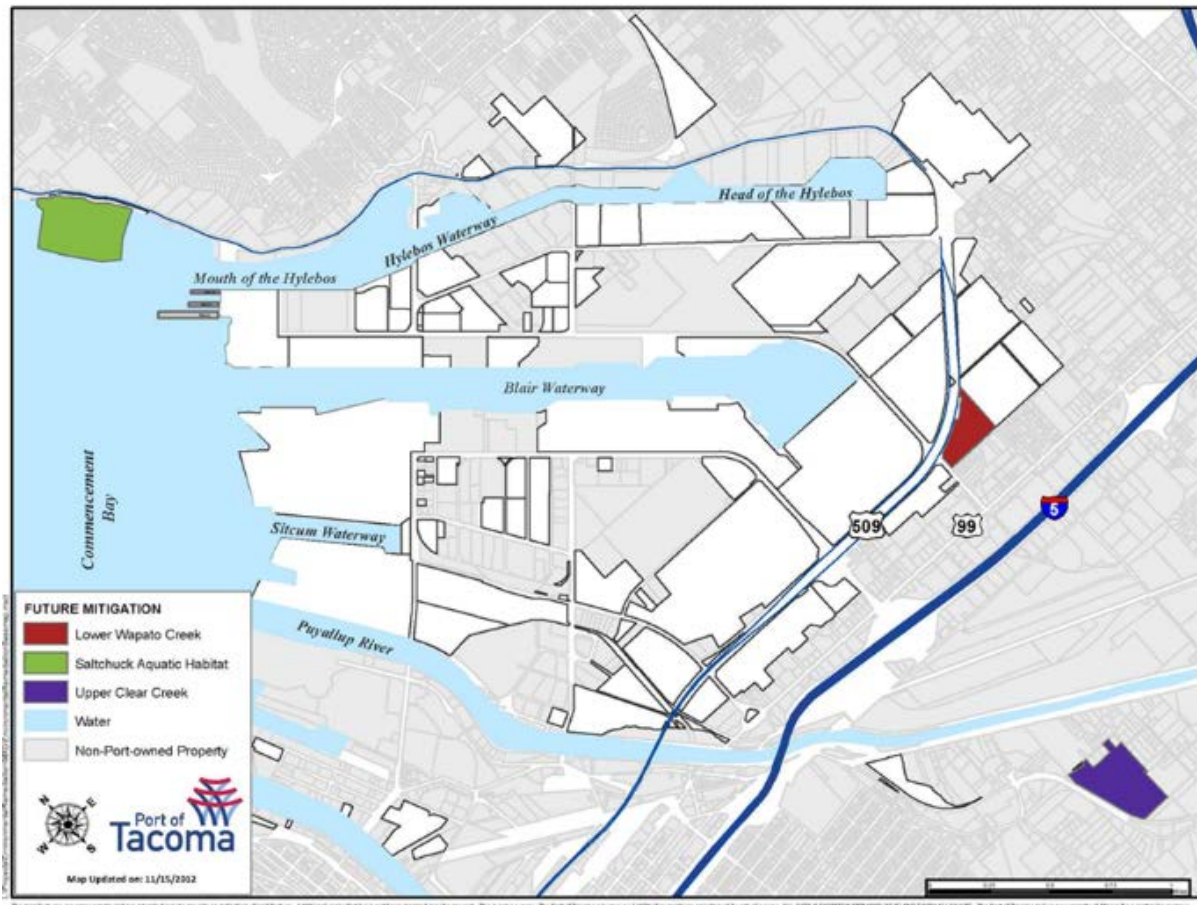 Head of the Hylebos
Hylebos Waterway
Mouth of the Hylebos
Blair Waterway
Commencement
Bay
509
99
5
Sitcum Waterway
Puyallup River
FUTURE MITIGATION
Lower Wapato Creek
Saltchuck Aquatic Habitat
Upper Clear Creek
Water
Non-Port-owned Property
N
E
W
S
Port of
Tacoma
Map Updated on: 11/15/2012